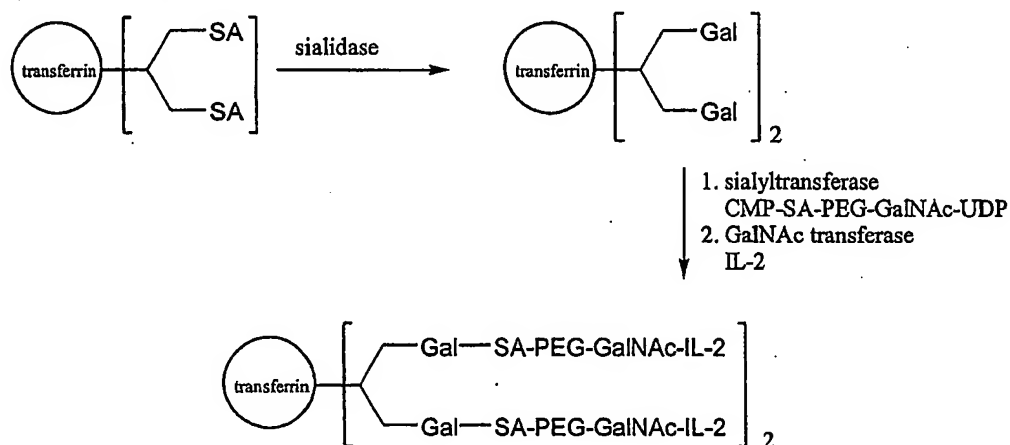 SA
transferrin
SA
sialidase
Gal
transferrin
Gal
2
1. sialyltransferase
CMP-SA-PEG-GalNAc-UDP
2. GalNAc transferase
IL-2
Gal—SA-PEG-GalNAc-IL-2
transferrin
Gal—SA-PEG-GalNAc-IL-2
2